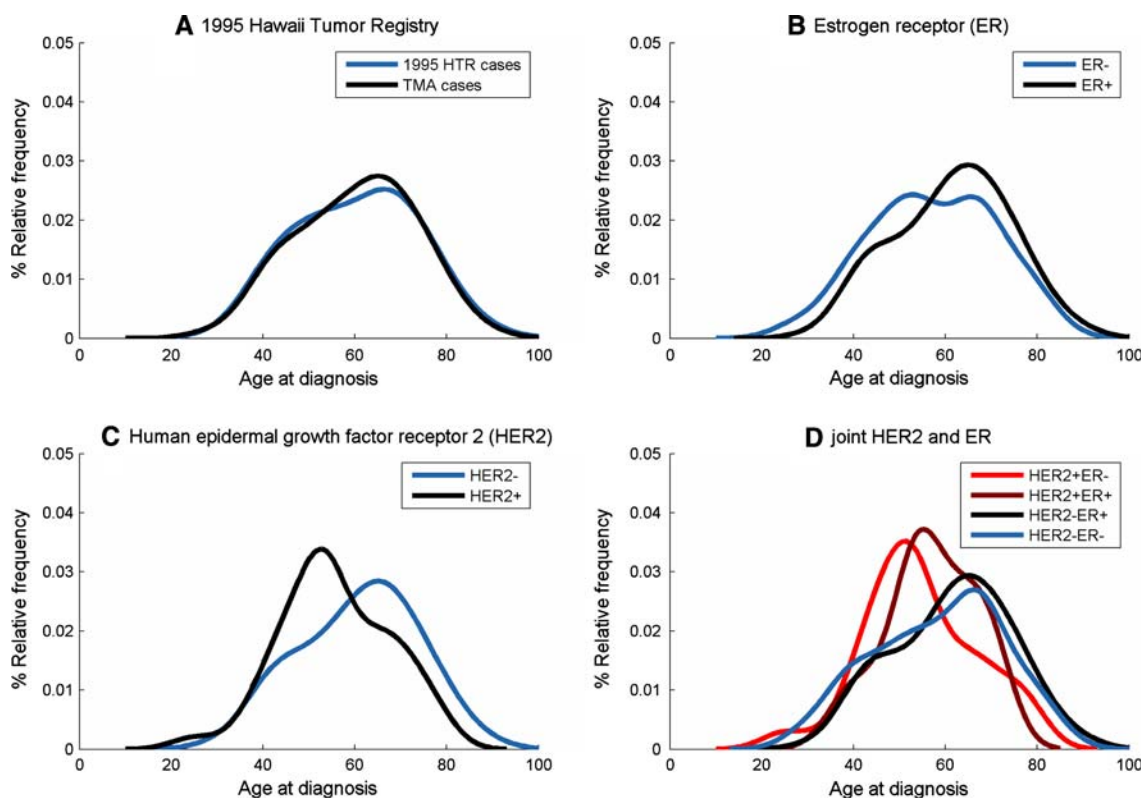 A 1995 Hawaii Tumor Registry
0.05
0.04
0.03
0.02
0.01
0
% Relative frequency
1995 HTR cases
TMA cases
0 20 40 60 80 100
Age at diagnosis
B Estrogen receptor (ER)
0.05
0.04
0.03
0.02
0.01
0
% Relative frequency
ER-
ER+
0 20 40 60 80 100
Age at diagnosis
C Human epidermal growth factor receptor 2 (HER2)
0.05
0.04
0.03
0.02
0.01
0
% Relative frequency
HER2-
HER2+
0 20 40 60 80 100
Age at diagnosis
D joint HER2 and ER
0.05
0.04
0.03
0.02
0.01
0
% Relative frequency
HER2+ER-
HER2+ER+
HER2-ER+
HER2-ER-
0 20 40 60 80 100
Age at diagnosis